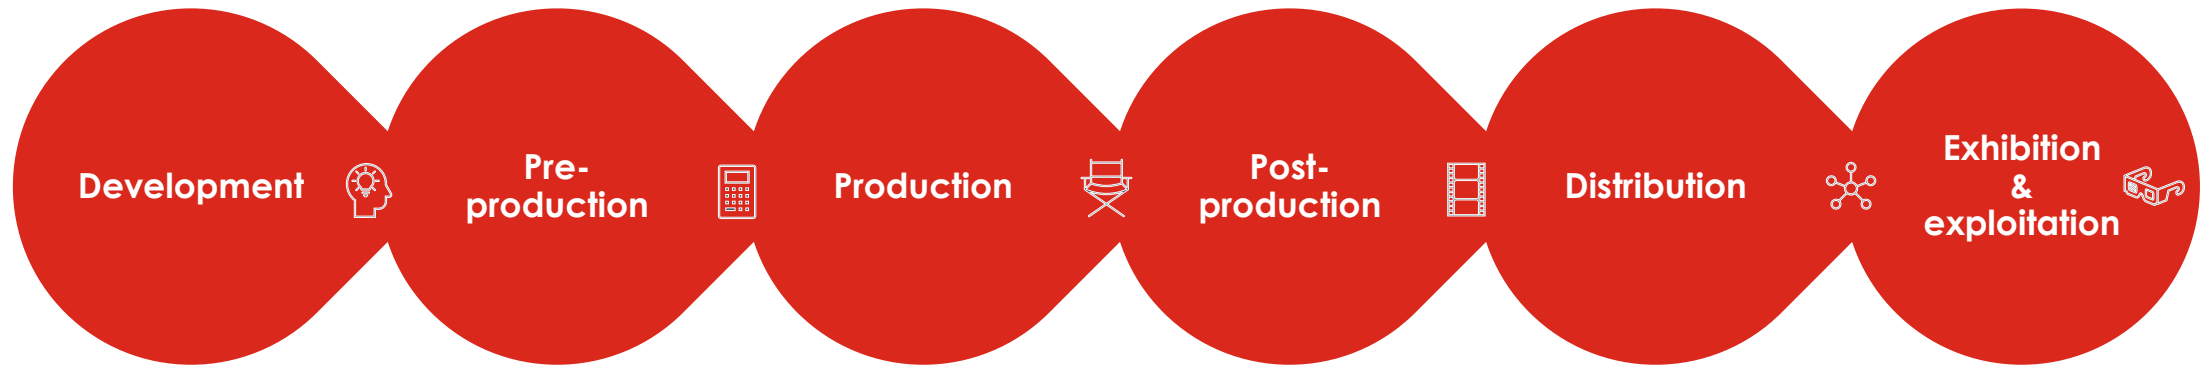 Development
Pre-
production
Production
Post-
production
Distribution
Exhibition
&
exploitation